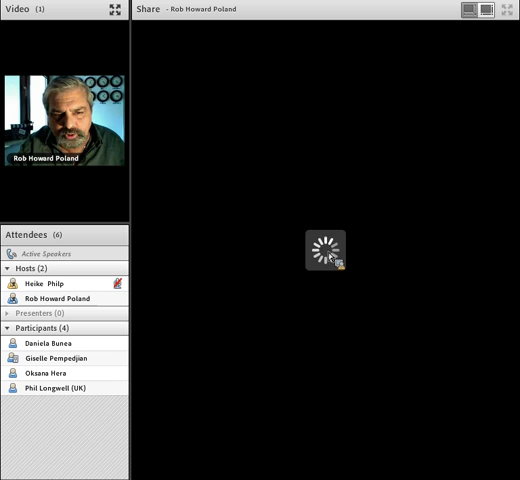 Video (1)
Share - Rob Howard Poland
Rob Howard Poland
Attendees (6)
Active Speakers
Hosts (2)
Heike Philp
Rob Howard Poland
Presenters (0)
Participants (4)
Daniela Bunea
Giselle Pempedjian
Oksana Hera
Phil Longwell (UK)